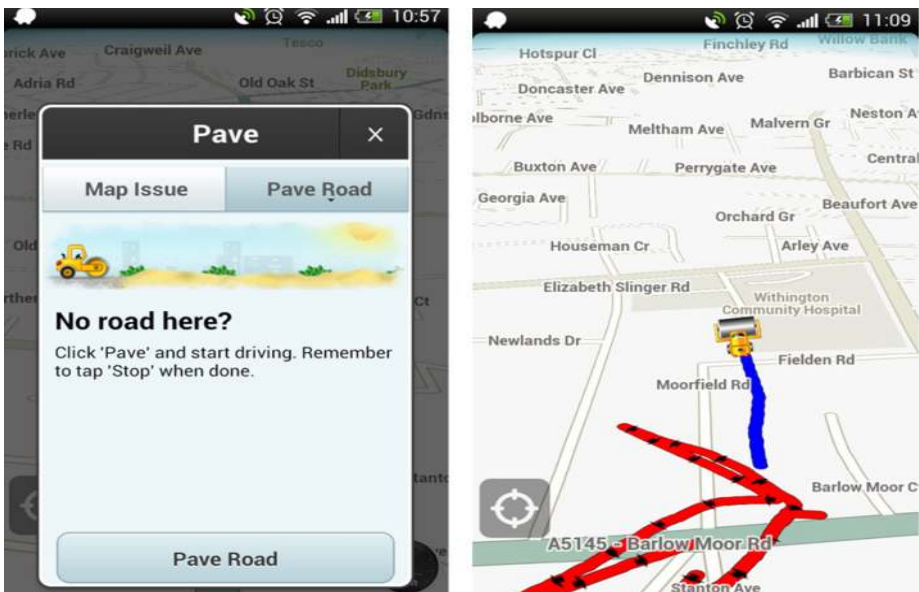 10:57
Craigweil Ave
Tesco
Adria Rd
Old Oak St
Didsbury
Park
Pave
×
Map Issue
Pave Road
No road here?
Click 'Pave' and start driving. Remember
to tap 'Stop' when done.
Pave Road
11:09
Hotspur Cl
Finchley Rd
Willow Bank
Doncaster Ave
Dennison Ave
Barbican St
Meltham Ave
Malvern Gr
Neston A
Buxton Ave
Perrygate Ave
Central
Georgia Ave
Orchard Gr
Beaufort Ave
Houseman Cr
Arley Ave
Elizabeth Slinger Rd
Withington
Community Hospital
Newlands Dr
Fielden Rd
Moorfield Rd
Barlow Moor C
A5145 - Barlow Moor Rd
Stanton Ave